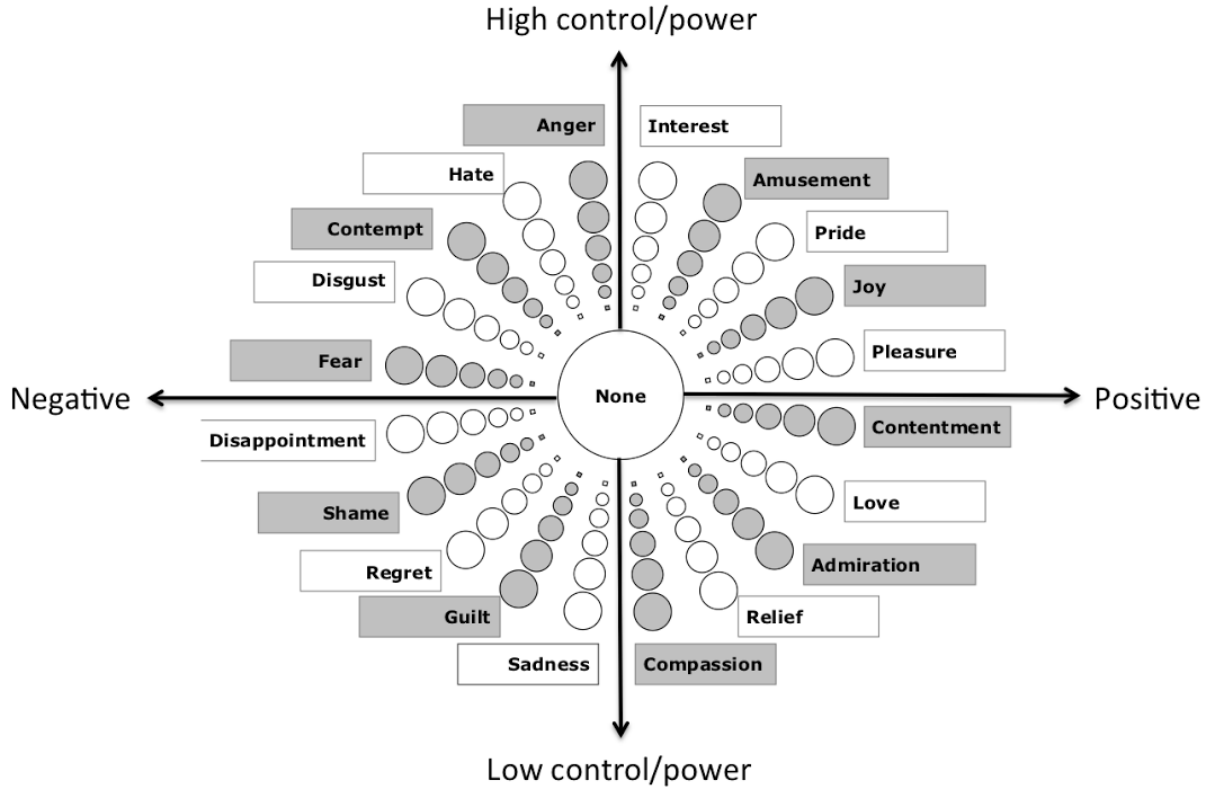 High control/power
Anger
Interest
Hate
Amusement
Contempt
Pride
Disgust
Joy
Fear
Pleasure
Negative
None
Positive
Disappointment
Contentment
Shame
Love
Regret
Admiration
Guilt
Relief
Sadness
Compassion
Low control/power